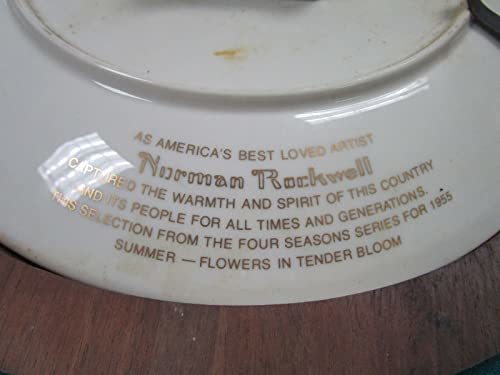 AS AMERICA'S BEST LOVED ARTIST
Norman Rockwell
CAPTURED THE WARMTH AND SPIRIT OF THIS COUNTRY
AND ITS PEOPLE FOR ALL TIMES AND GENERATIONS.
THIS SELECTION FROM THE FOUR SEASONS SERIES FOR 1955
SUMMER — FLOWERS IN TENDER BLOOM